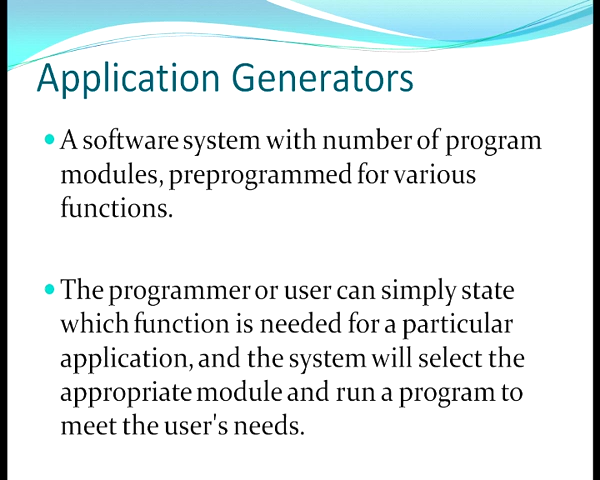 Application Generators
A software system with number of program
modules, preprogrammed for various
functions.
The programmer or user can simply state
which function is needed for a particular
application, and the system will select the
appropriate module and run a program to
meet the user's needs.